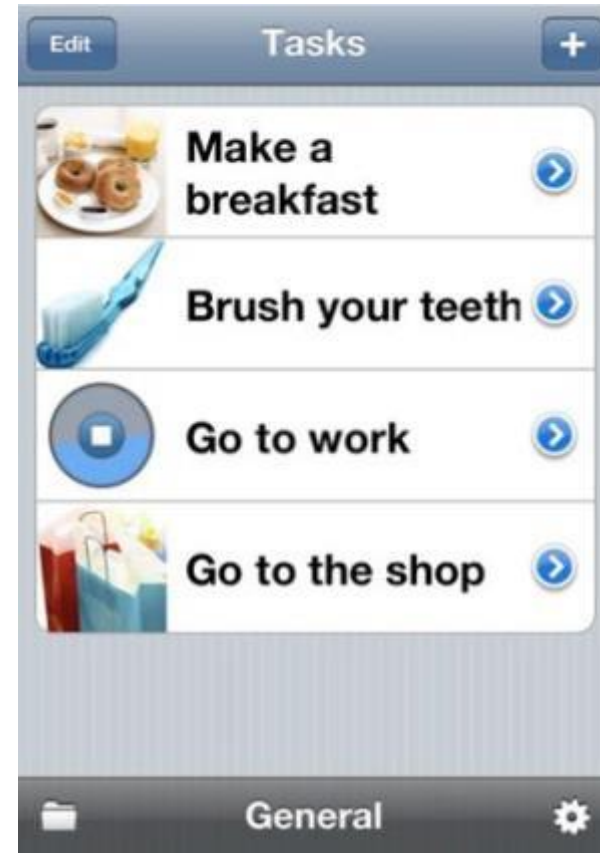 Edit
Tasks
+
Make a
breakfast
Brush your teeth
Go to work
Go to the shop
General